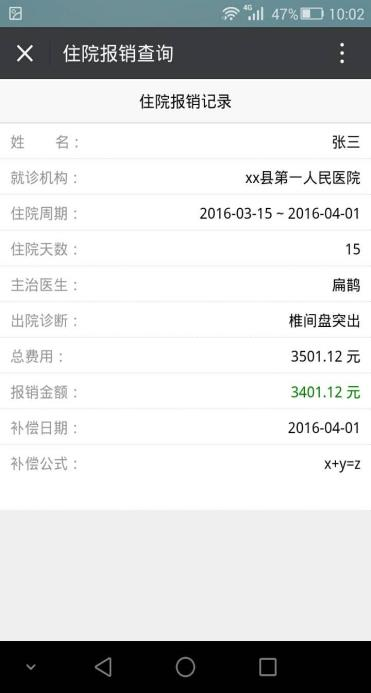 4G 47% 10:02
住院报销查询
住院报销记录
姓 名： 张三
就诊机构： xx县第一人民医院
住院周期： 2016-03-15 ~ 2016-04-01
住院天数： 15
主治医生： 扁鹊
出院诊断： 椎间盘突出
总费用： 3501.12 元
报销金额： 3401.12 元
补偿日期： 2016-04-01
补偿公式： x+y=z